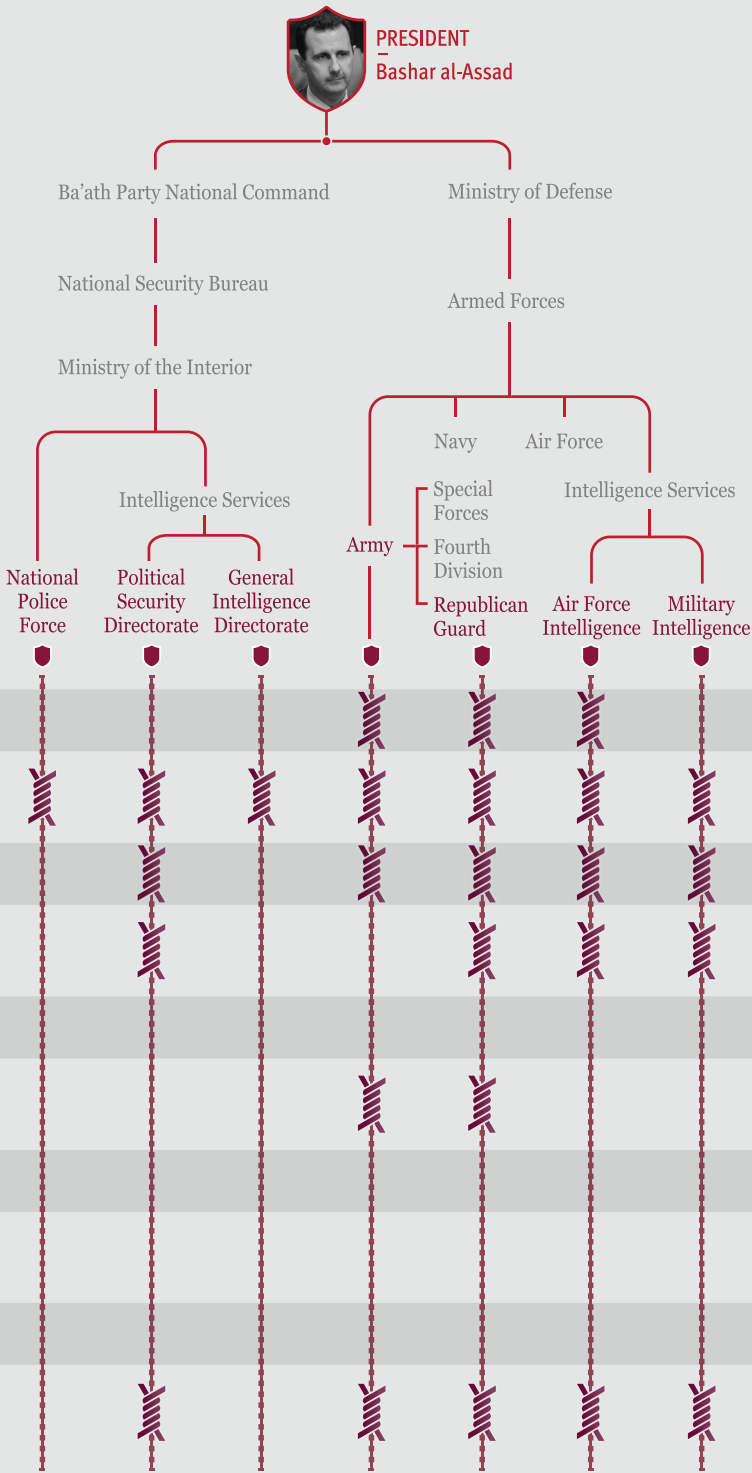 PRESIDENT
Bashar al-Assad
Ba'ath Party National Command
Ministry of Defense
National Security Bureau
Armed Forces
Ministry of the Interior
Navy
Air Force
Intelligence Services
Special
Forces
Intelligence Services
Army
Fourth
Division
National
Police
Force
Political
Security
Directorate
General
Intelligence
Directorate
Republican
Guard
Air Force
Intelligence
Military
Intelligence